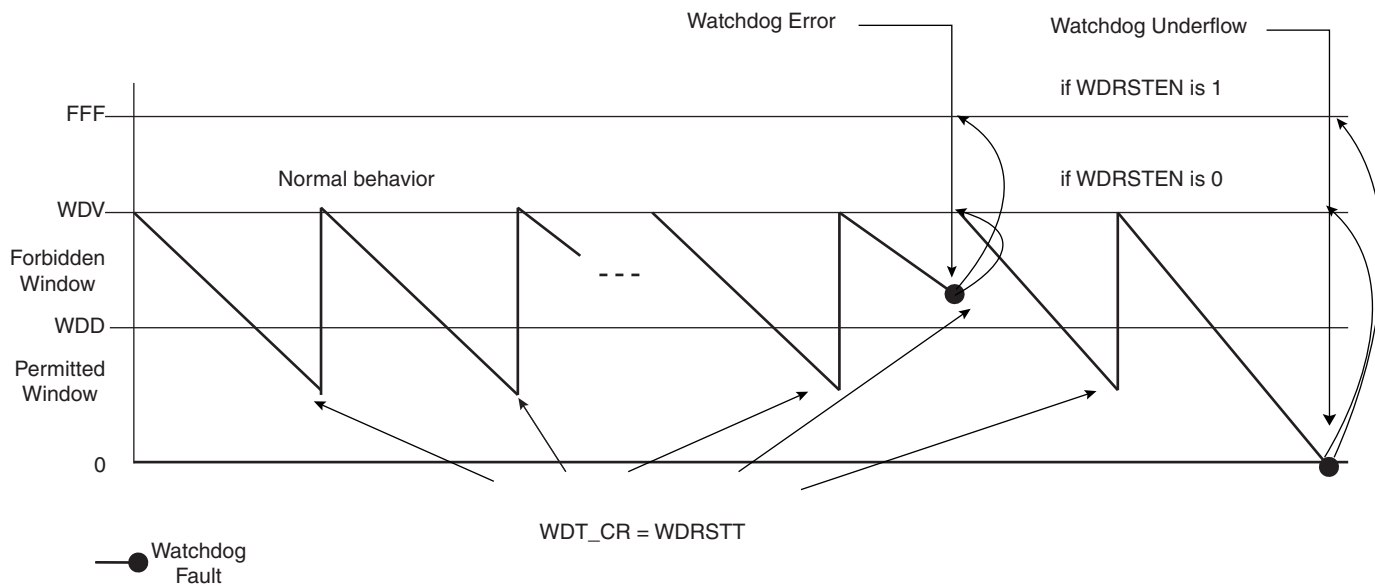 Watchdog Error
Watchdog Underflow
if WDRSTEN is 1
FFF
Normal behavior
if WDRSTEN is 0
WDV
Forbidden
Window
WDD
Permitted
Window
0
WDT_CR = WDRSTT
Watchdog
Fault